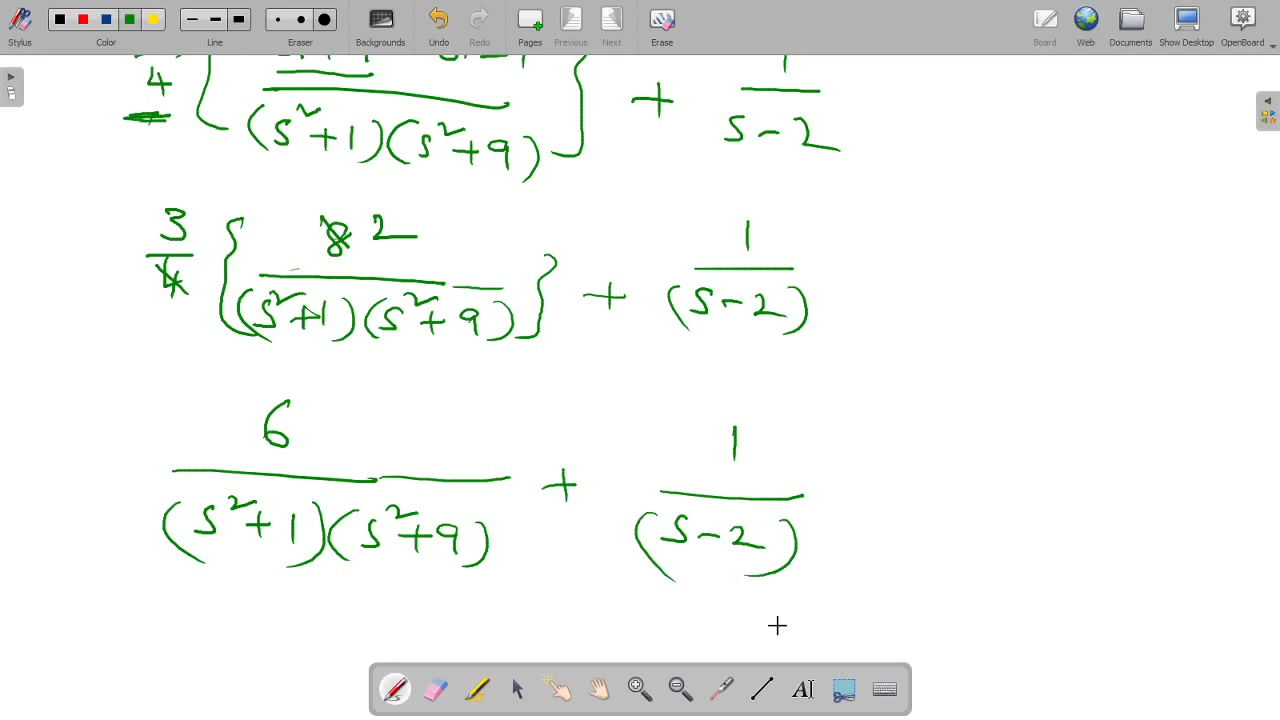 Stylus Color Line Eraser Backgrounds Undo Redo Pages Previous Next Erase Board Web Documents Show Desktop OpenBoard
4 { / (s²+1)(s²+9) } + 1/s-2
3/4 { 8 2 / (s²+1)(s²+9) } + 1/(s-2)
6/(s²+1)(s²+9) + 1/(s-2)